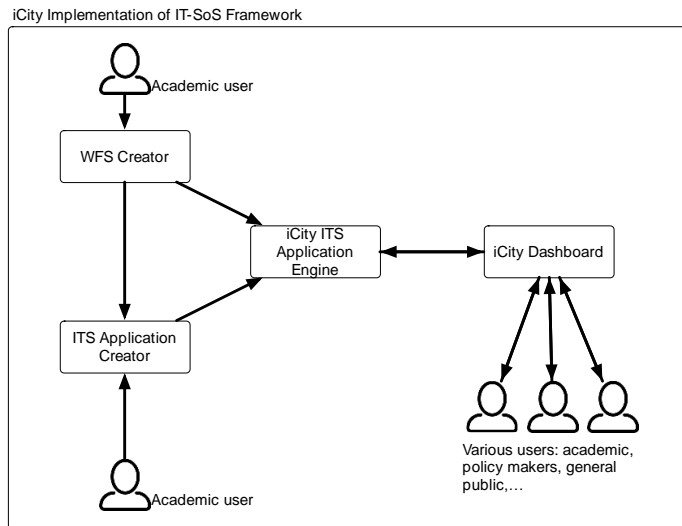 iCity Implementation of IT-SoS Framework
Academic user
WFS Creator
iCity ITS
Application
Engine
iCity Dashboard
ITS Application
Creator
Various users: academic,
policy makers, general
public,...
Academic user